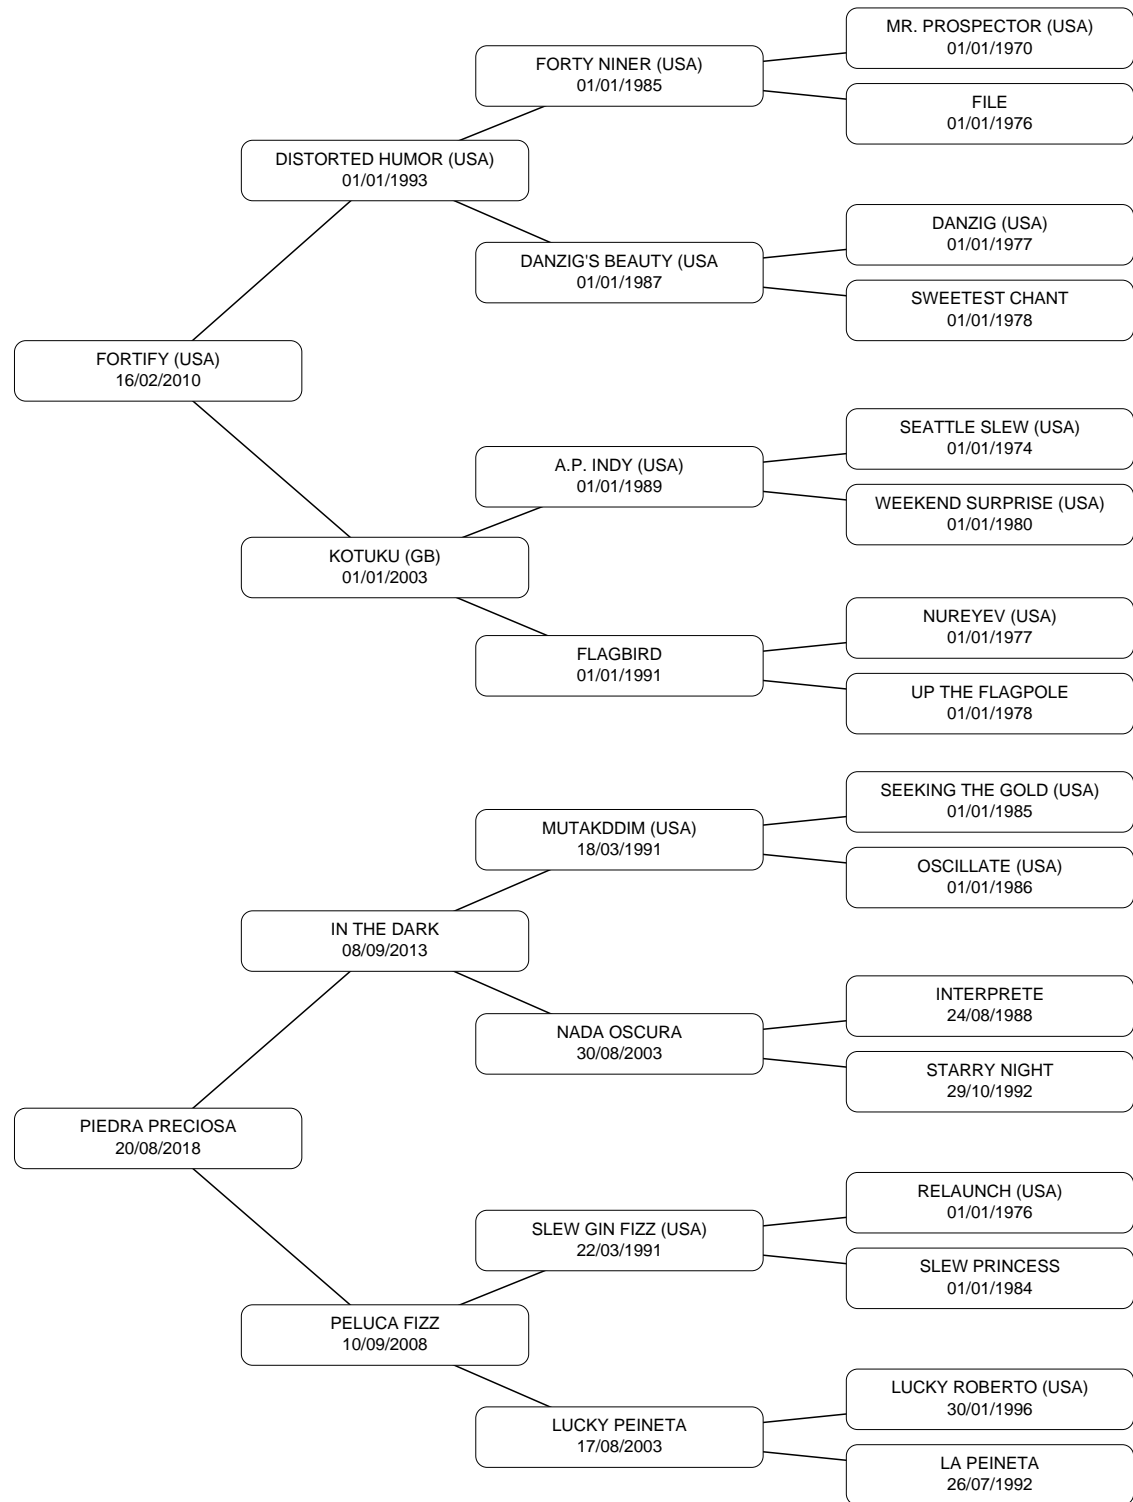 MR. PROSPECTOR (USA)
01/01/1970
FORTY NINER (USA)
01/01/1985
FILE
01/01/1976
DISTORTED HUMOR (USA)
01/01/1993
DANZIG (USA)
01/01/1977
DANZIG'S BEAUTY (USA
01/01/1987
SWEETEST CHANT
01/01/1978
FORTIFY (USA)
16/02/2010
SEATTLE SLEW (USA)
01/01/1974
A.P. INDY (USA)
01/01/1989
WEEKEND SURPRISE (USA)
01/01/1980
KOTUKU (GB)
01/01/2003
NUREYEV (USA)
01/01/1977
FLAGBIRD
01/01/1991
UP THE FLAGPOLE
01/01/1978
SEEKING THE GOLD (USA)
01/01/1985
MUTAKDDIM (USA)
18/03/1991
OSCILLATE (USA)
01/01/1986
IN THE DARK
08/09/2013
INTERPRETE
24/08/1988
NADA OSCURA
30/08/2003
STARRY NIGHT
29/10/1992
PIEDRA PRECIOSA
20/08/2018
RELAUNCH (USA)
01/01/1976
SLEW GIN FIZZ (USA)
22/03/1991
SLEW PRINCESS
01/01/1984
PELUCA FIZZ
10/09/2008
LUCKY ROBERTO (USA)
30/01/1996
LUCKY PEINETA
17/08/2003
LA PEINETA
26/07/1992